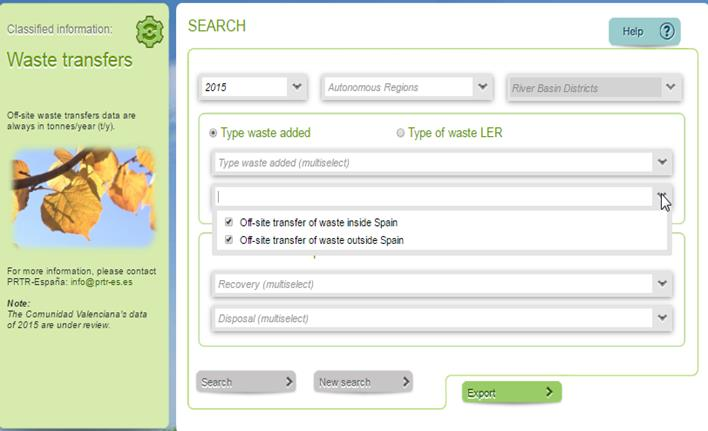 Classified information:
Waste transfers
Off-site waste transfers data are
always in tonnes/year (t/y).
For more information, please contact
PRTR-España: info@prtr-es.es
Note:
The Comunidad Valenciana's data
of 2015 are under review.
SEARCH
Help ?
2015
Autonomous Regions
River Basin Districts
Type waste added
Type of waste LER
Type waste added (multiselect)
Off-site transfer of waste inside Spain
Off-site transfer of waste outside Spain
Recovery (multiselect)
Disposal (multiselect)
Search
New search
Export